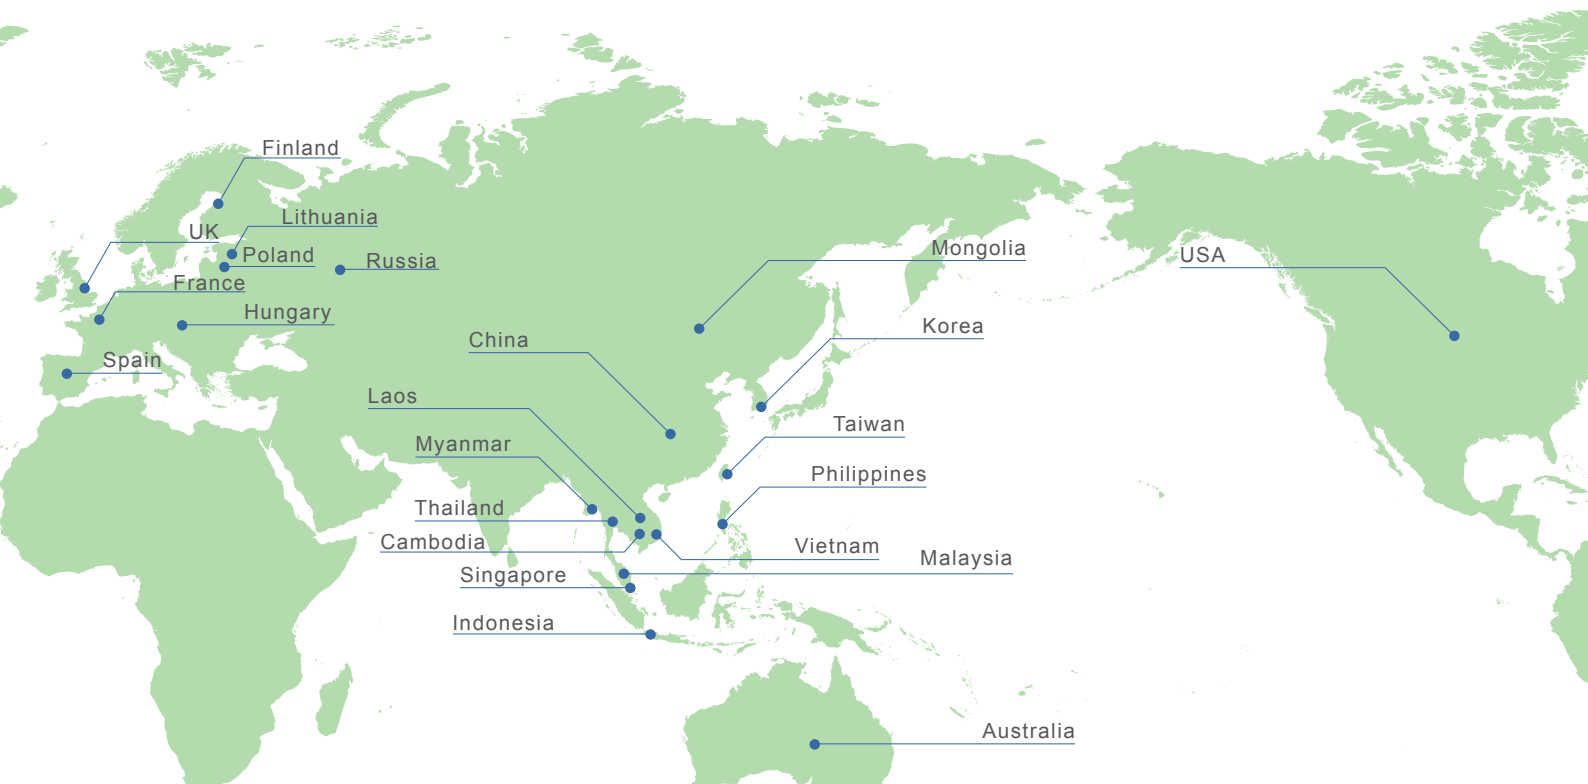 Finland
Lithuania
UK
Poland
Russia
Mongolia
USA
France
Hungary
Korea
China
Spain
Laos
Taiwan
Myanmar
Philippines
Thailand
Cambodia
Vietnam
Malaysia
Singapore
Indonesia
Australia